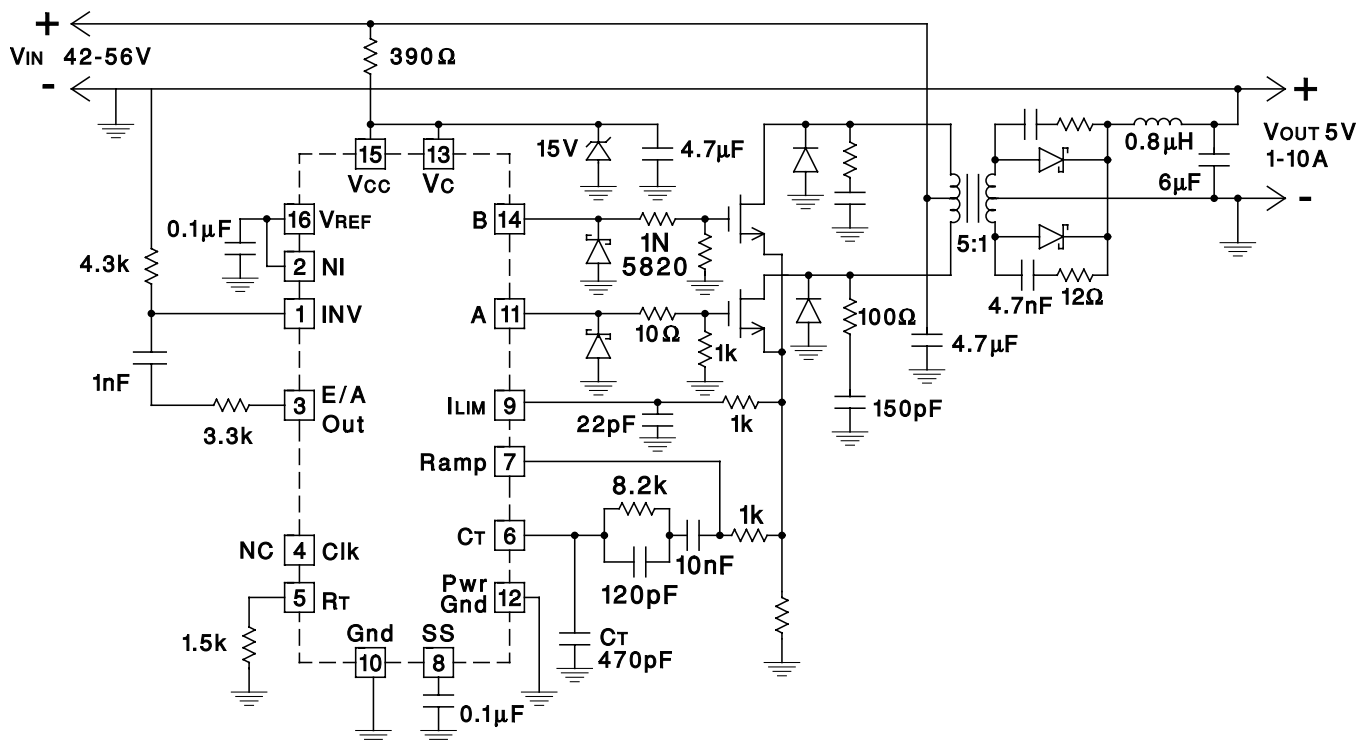 +
VIN 42-56V
-
390Ω
+
VOUT 5V
1-10A
-
15
VCC
13
VC
15V
4.7µF
0.8µH
6µF
16 VREF
0.1µF
2 NI
4.3k
1 INV
1nF
3 E/A
Out
3.3k
B 14
1N
5820
A 11
10Ω
1k
5:1
4.7nF
12Ω
100Ω
4.7µF
150pF
ILIM 9
22pF
1k
Ramp 7
8.2k
1k
CT 6
10nF
120pF
NC 4 Clk
5 RT
1.5k
Pwr
Gnd 12
CT
470pF
Gnd
10
SS
8
0.1µF